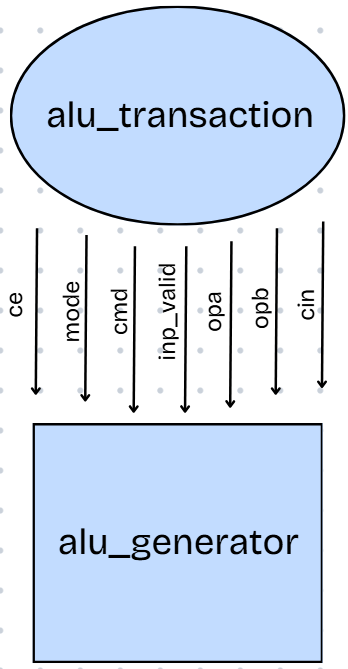 alu_transaction
ce
mode
cmd
inp_valid
opa
opb
cin
alu_generator